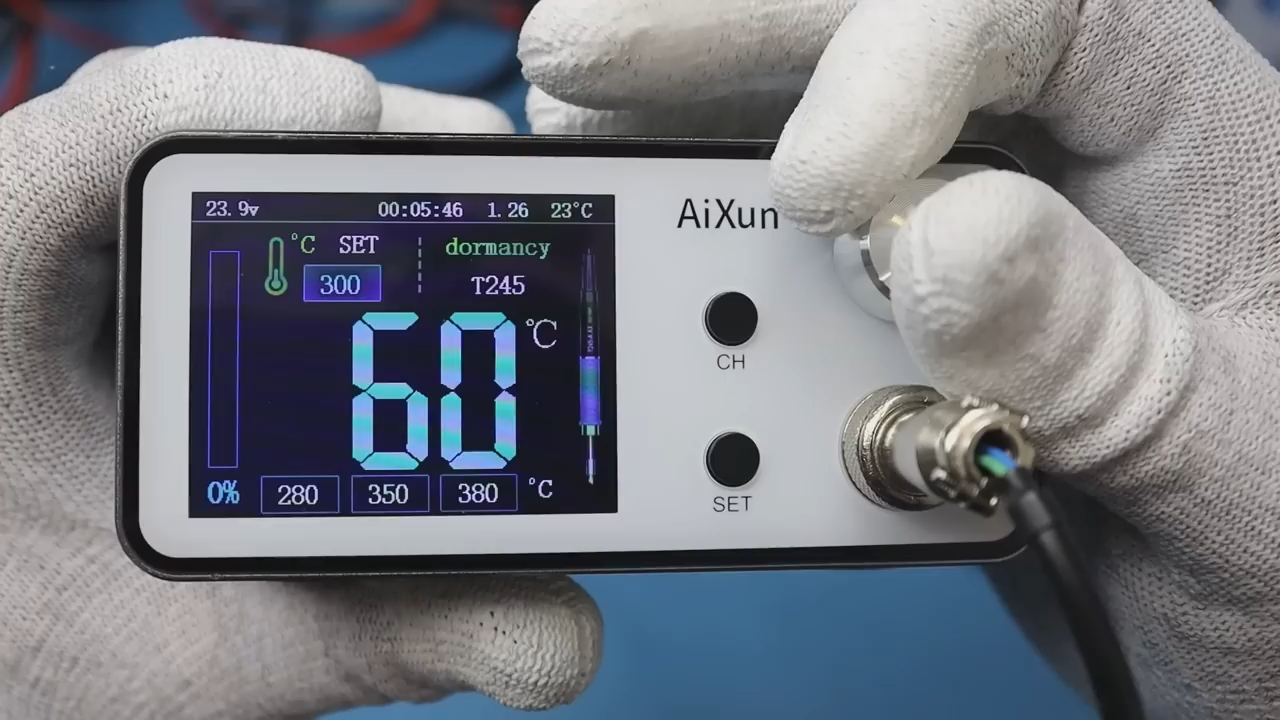 23.9V 00:05:46 1.26 23°C
°C SET dormancy
300 T245
60 °C
0% 280 350 380 °C
AiXun
CH
SET